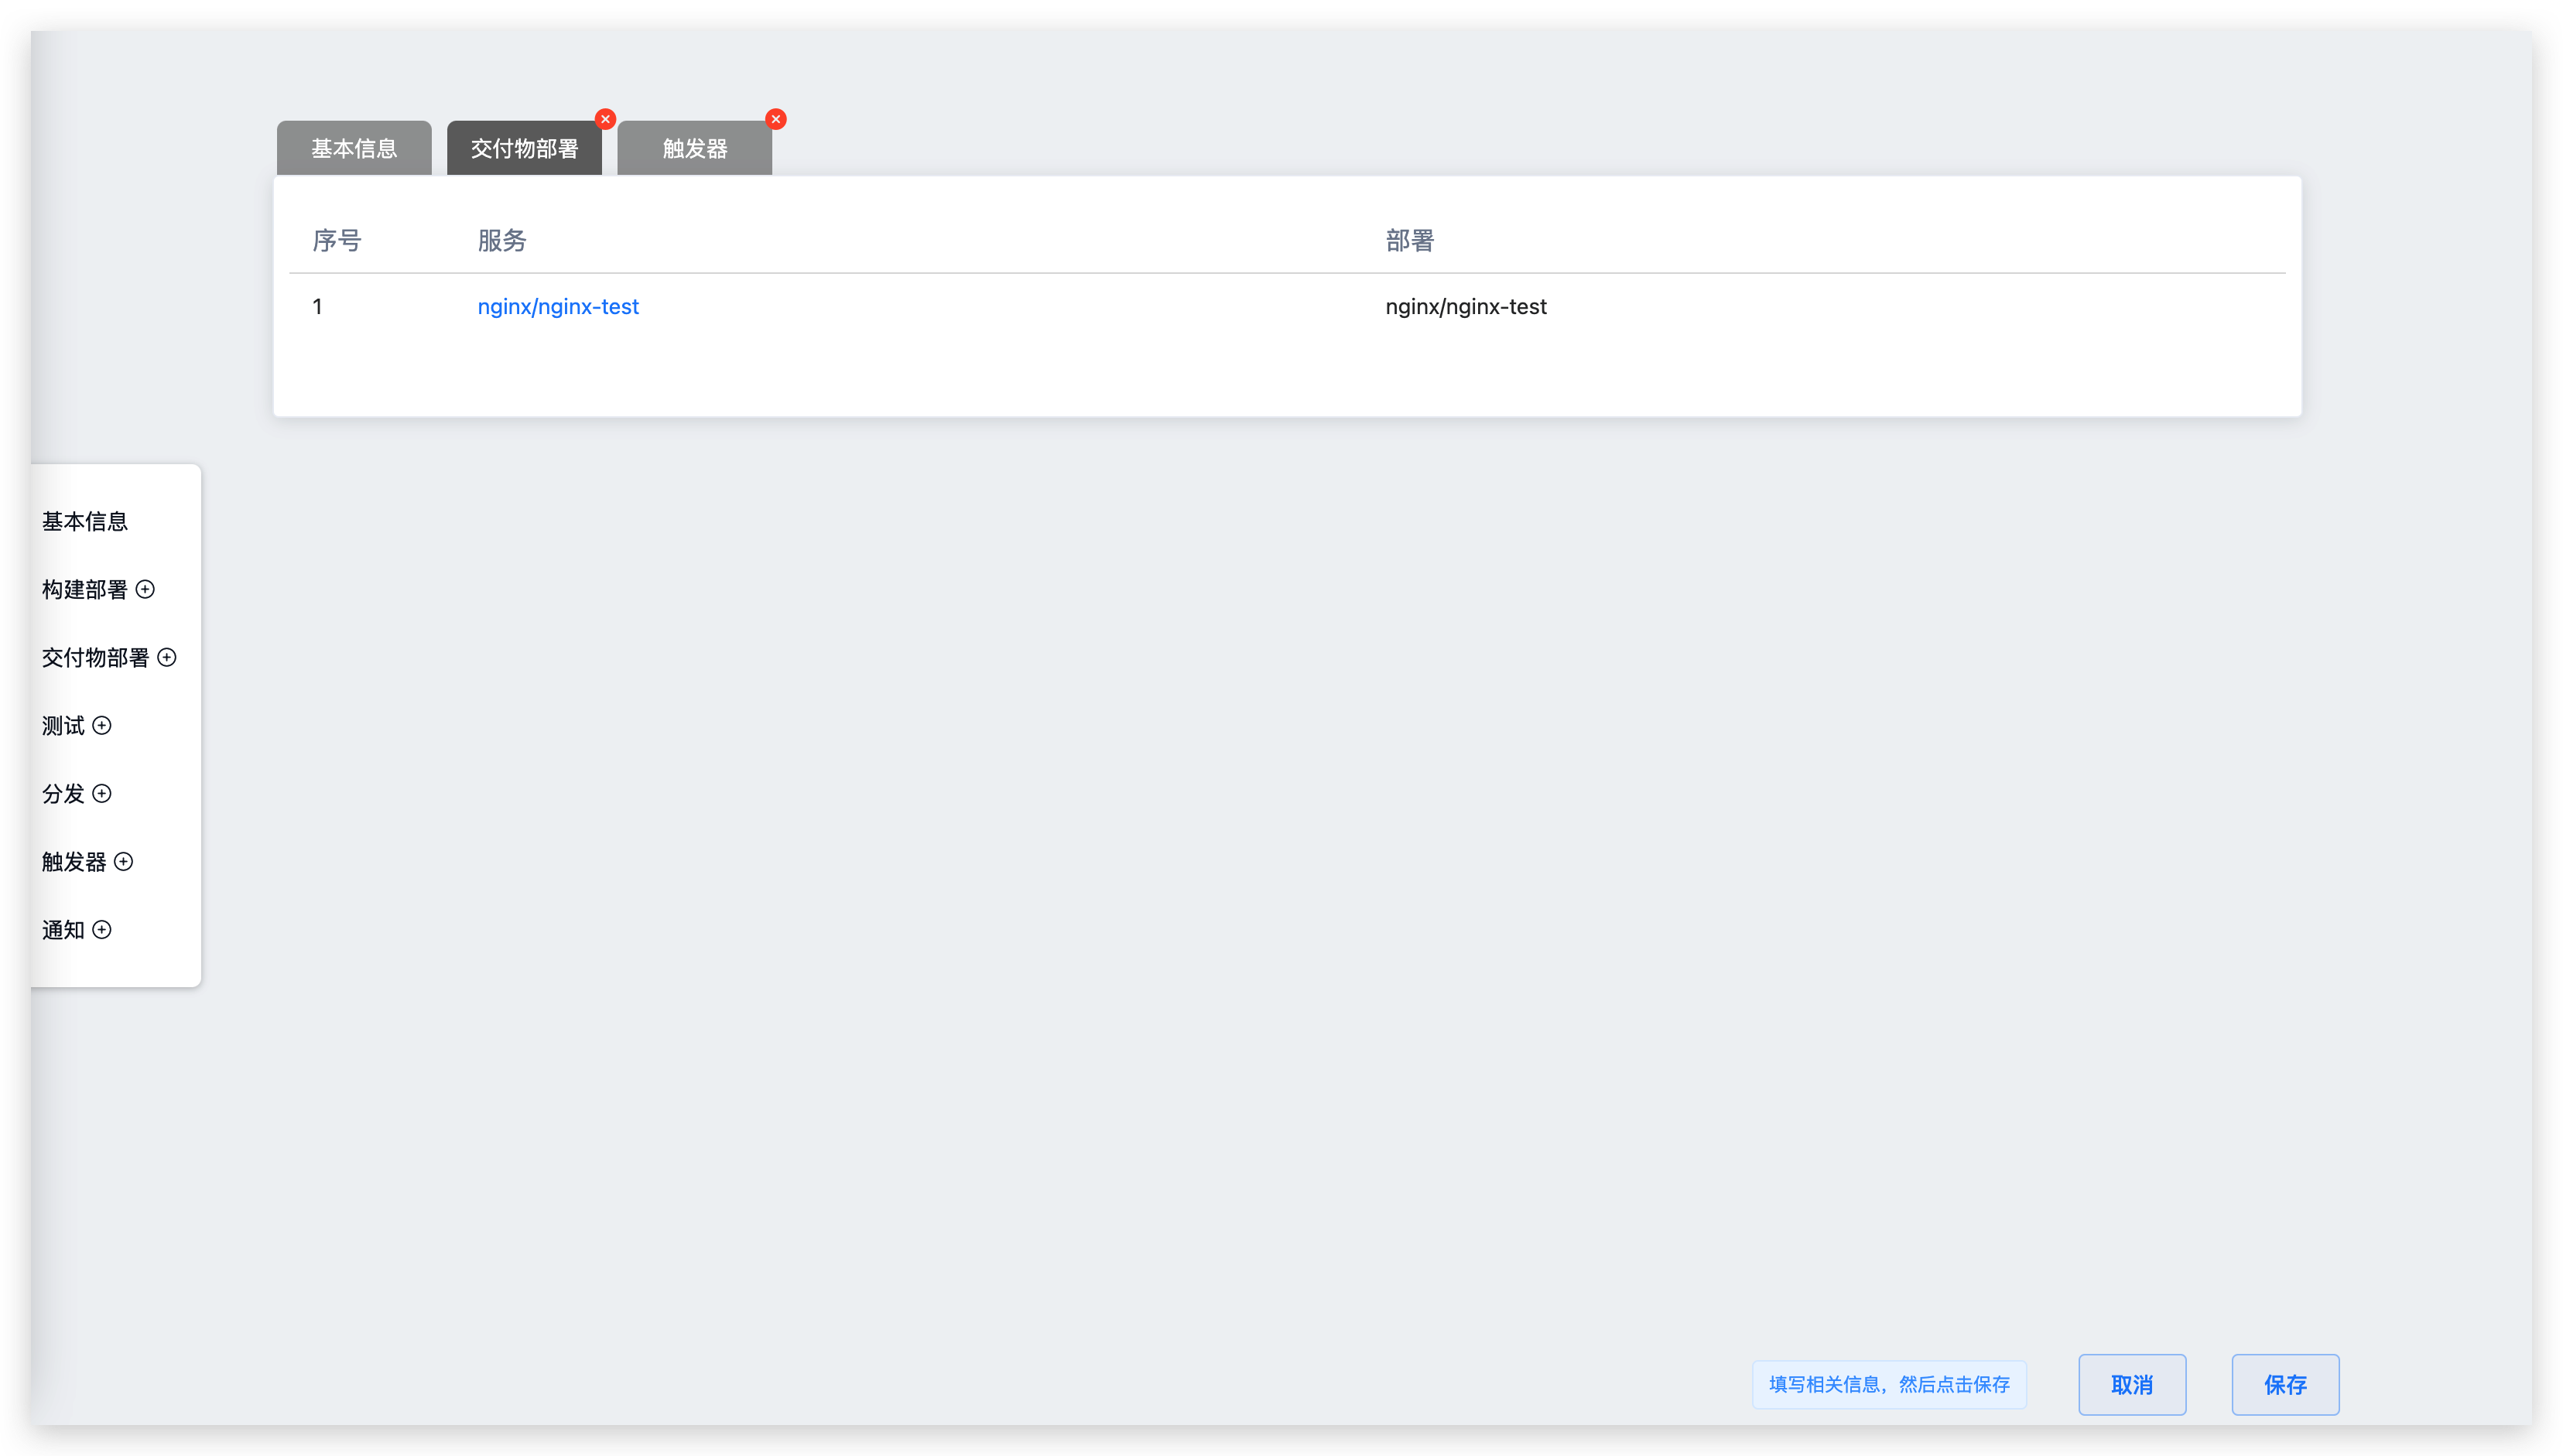 基本信息 交付物部署 触发器
序号 服务 部署
1 nginx/nginx-test nginx/nginx-test
基本信息
构建部署
交付物部署
测试
分发
触发器
通知
填写相关信息，然后点击保存 取消 保存